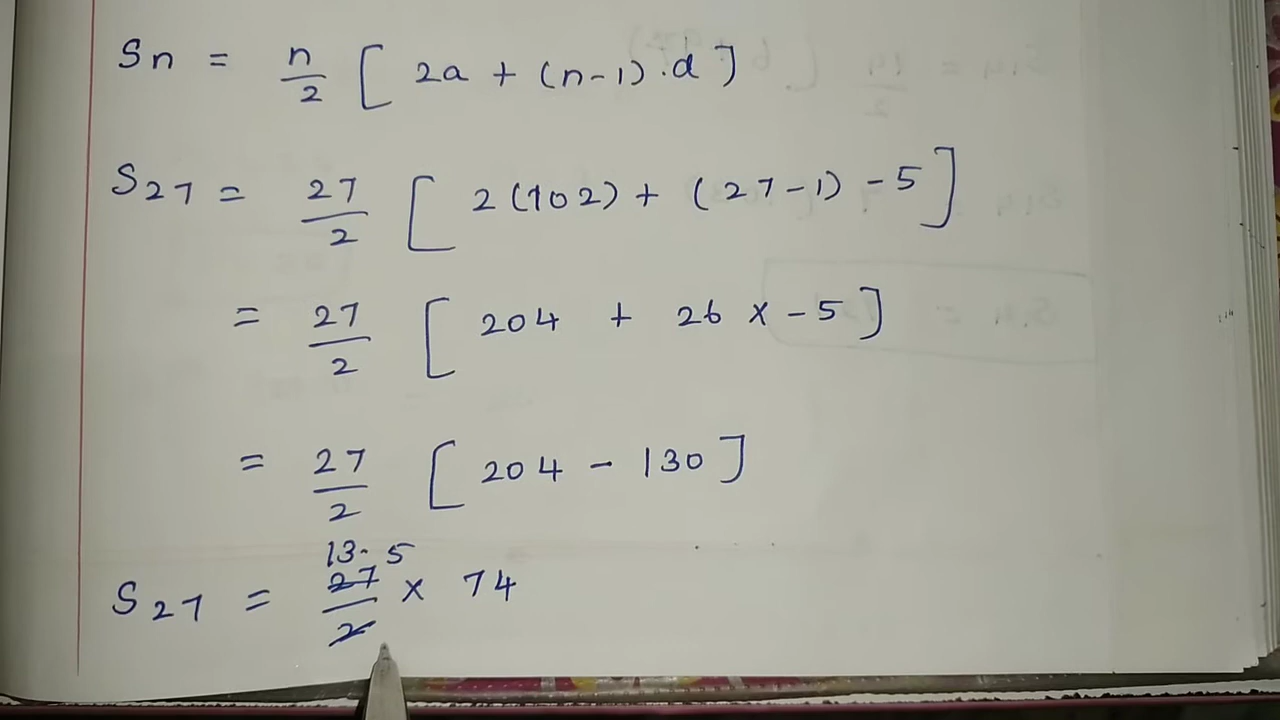 Sn = n/2 [ 2a + (n-1).d ]
S27 = 27/2 [ 2(102) + (27-1) -5 ]
= 27/2 [ 204 + 26 x -5 ]
= 27/2 [ 204 - 130 ]
13.5
S27 = 27/2 x 74